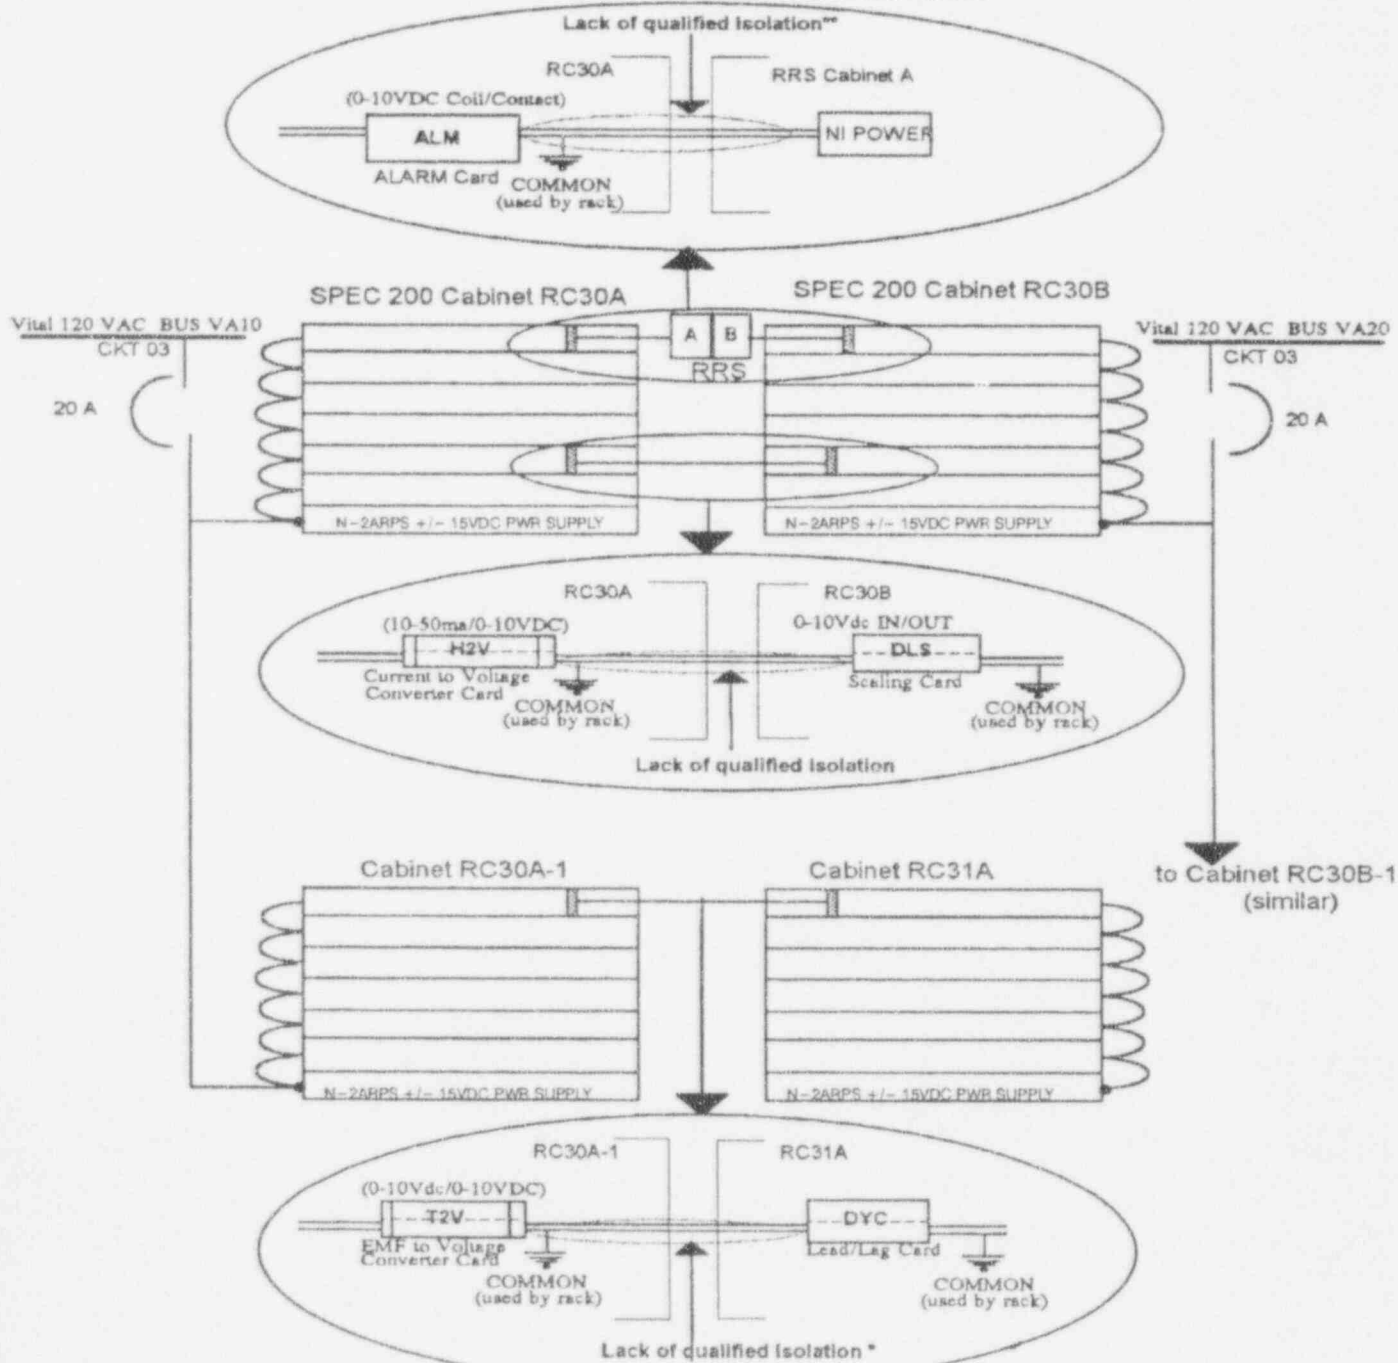 Lack of qualified Isolation**
RC30A
RRS Cabinet A
(0-10VDC Coil/Contact)
ALM
NI POWER
ALARM Card
COMMON
(used by rack)
SPEC 200 Cabinet RC30A
SPEC 200 Cabinet RC30B
Vital 120 VAC BUS VA10
CKT 03
20 A
A
B
RRS
Vital 120 VAC BUS VA20
CKT 03
20 A
N-2ARPS +/- 15VDC PWR SUPPLY
N-2ARPS +/- 15VDC PWR SUPPLY
RC30A
RC30B
(10-50ma/0-10VDC)
0-10Vdc IN/OUT
H2V
DLS
Current to Voltage
Converter Card
Scaling Card
COMMON
(used by rack)
COMMON
(used by rack)
Lack of qualified Isolation
Cabinet RC30A-1
Cabinet RC31A
to Cabinet RC30B-1
(similar)
N-2ARPS +/- 15VDC PWR SUPPLY
N-2ARPS +/- 15VDC PWR SUPPLY
RC30A-1
RC31A
(0-10Vdc/0-10VDC)
T2V
DYC
EMF to Voltage
Converter Card
Lead/Lag Card
COMMON
(used by rack)
COMMON
(used by rack)
Lack of qualified Isolation *